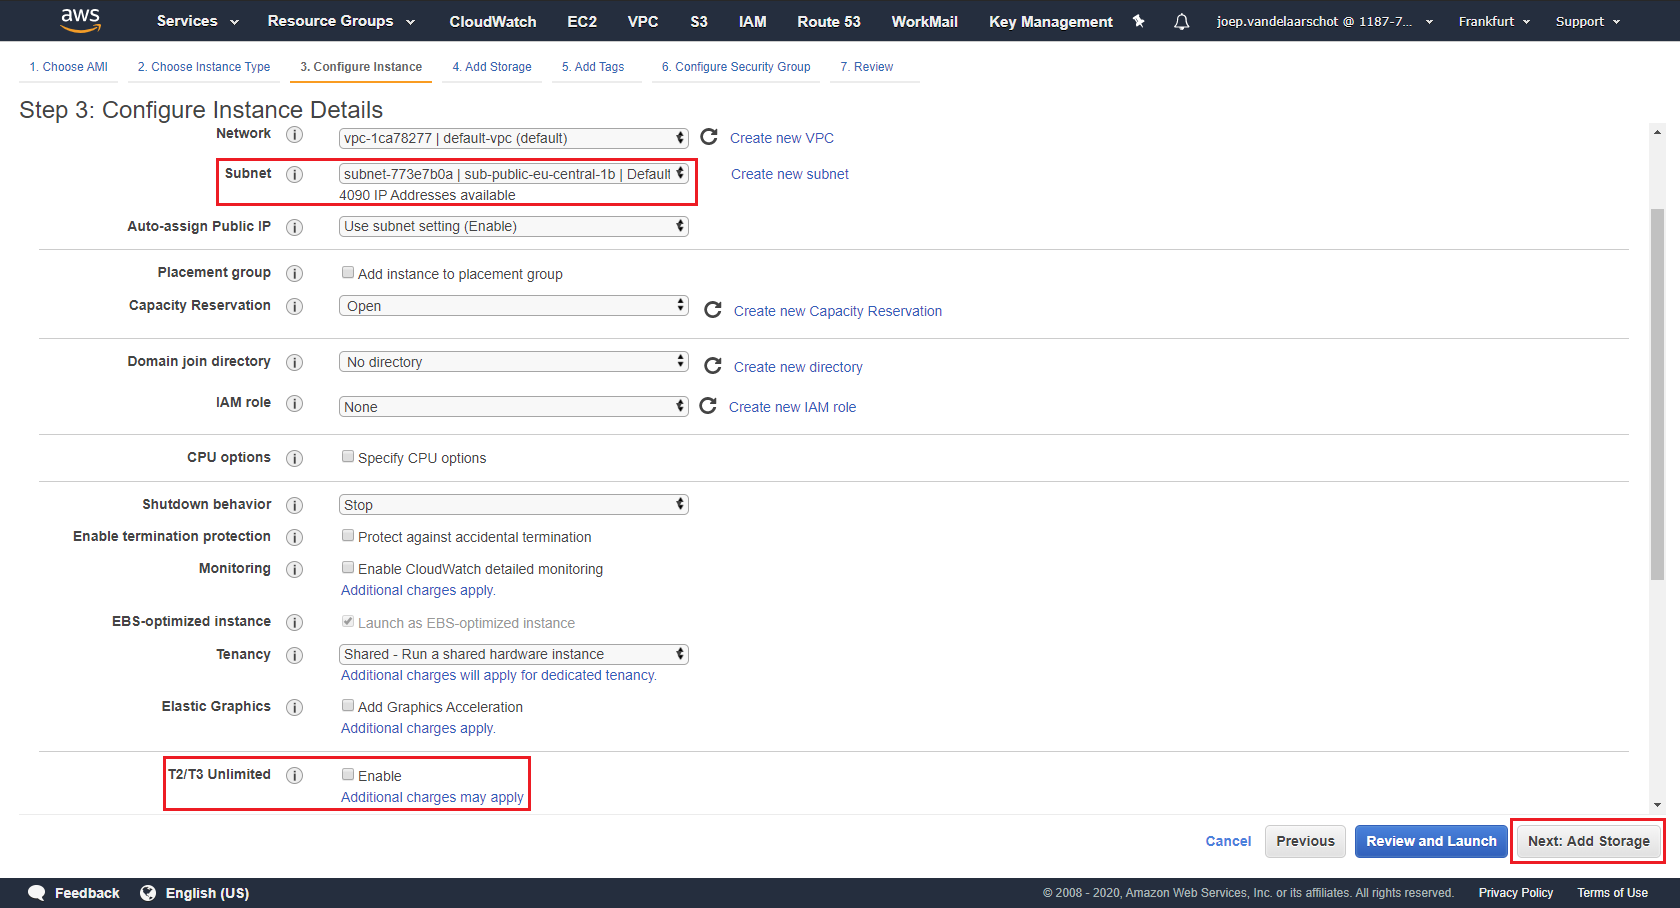 aws Services Resource Groups CloudWatch EC2 VPC S3 IAM Route 53 WorkMail Key Management joep.vandelaarschot @ 1187-7... Frankfurt Support
1. Choose AMI 2. Choose Instance Type 3. Configure Instance 4. Add Storage 5. Add Tags 6. Configure Security Group 7. Review
Step 3: Configure Instance Details
Network i vpc-1ca78277 | default-vpc (default) Create new VPC
Subnet i subnet-773e7b0a | sub-public-eu-central-1b | Default Create new subnet
4090 IP Addresses available
Auto-assign Public IP i Use subnet setting (Enable)
Placement group i Add instance to placement group
Capacity Reservation i Open Create new Capacity Reservation
Domain join directory i No directory Create new directory
IAM role i None Create new IAM role
CPU options i Specify CPU options
Shutdown behavior i Stop
Enable termination protection i Protect against accidental termination
Monitoring i Enable CloudWatch detailed monitoring
Additional charges apply.
EBS-optimized instance i Launch as EBS-optimized instance
Tenancy i Shared - Run a shared hardware instance
Additional charges will apply for dedicated tenancy.
Elastic Graphics i Add Graphics Acceleration
Additional charges apply.
T2/T3 Unlimited i Enable
Additional charges may apply
Cancel Previous Review and Launch Next: Add Storage
Feedback English (US) © 2008 - 2020, Amazon Web Services, Inc. or its affiliates. All rights reserved. Privacy Policy Terms of Use